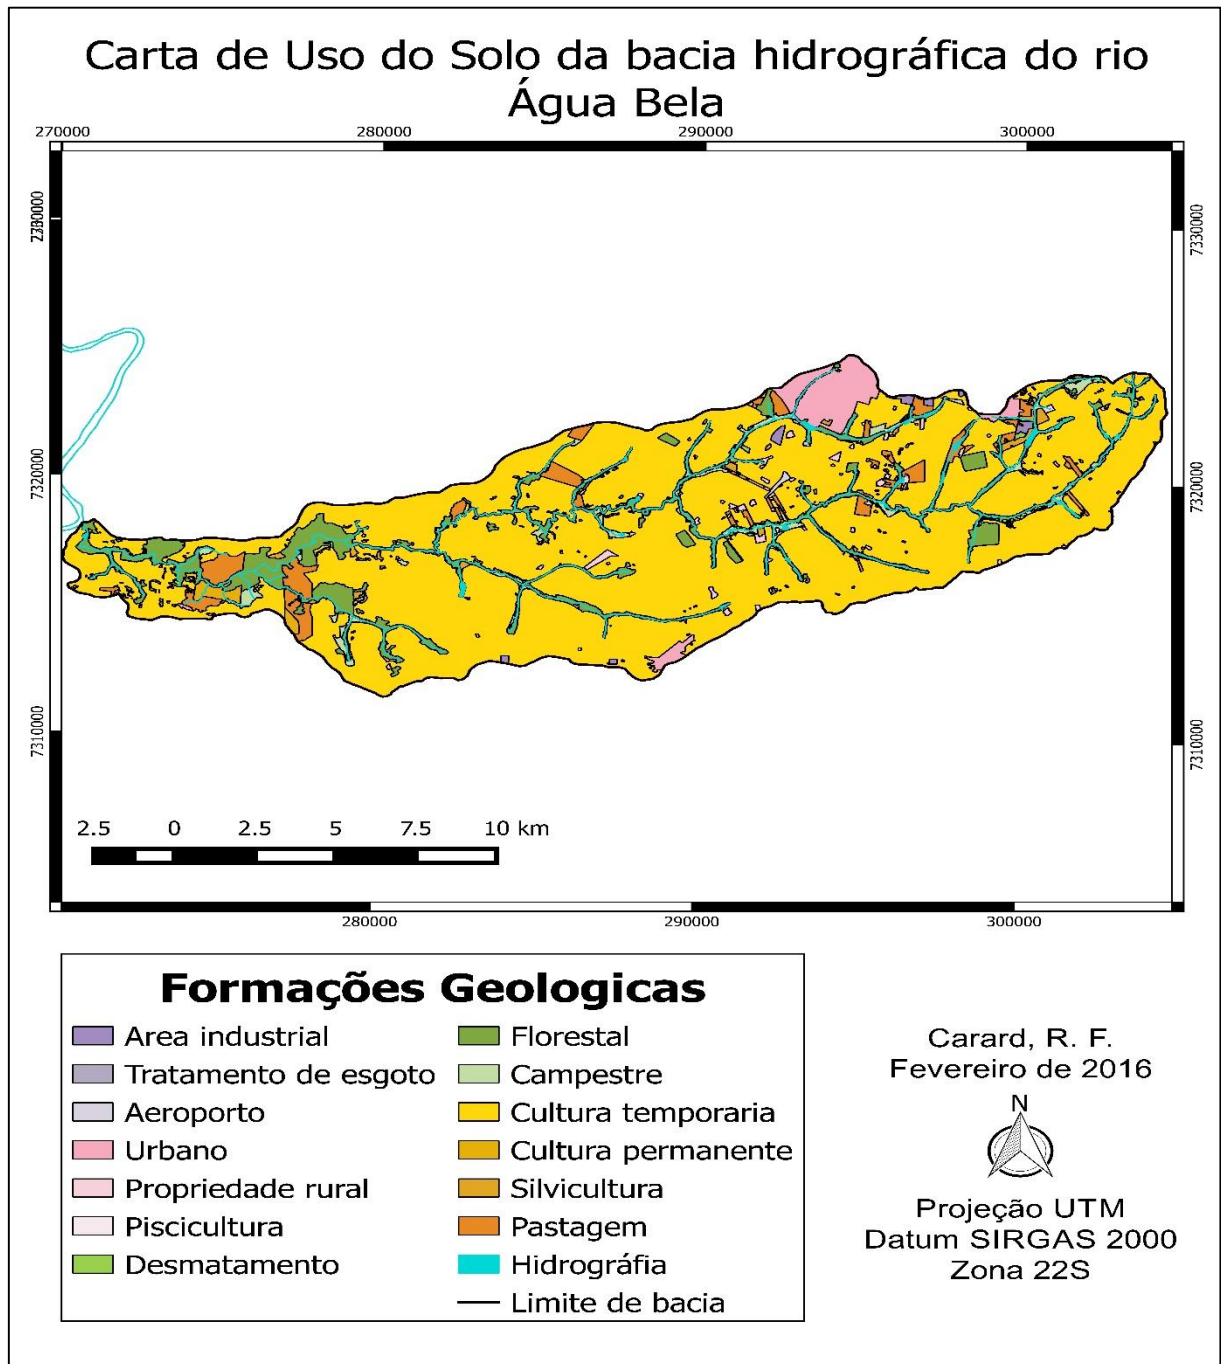 Carta de Uso do Solo da bacia hidrográfica do rio
Água Bela
270000 280000 290000 300000
7330000
7320000 7320000
7310000 7310000
2.5 0 2.5 5 7.5 10 km
280000 290000 300000
Formações Geologicas
Area industrial
Tratamento de esgoto
Aeroporto
Urbano
Propriedade rural
Piscicultura
Desmatamento
Florestal
Campestre
Cultura temporaria
Cultura permanente
Silvicultura
Pastagem
Hidrográfia
Limite de bacia
Carard, R. F.
Fevereiro de 2016
N
Projeção UTM
Datum SIRGAS 2000
Zona 22S